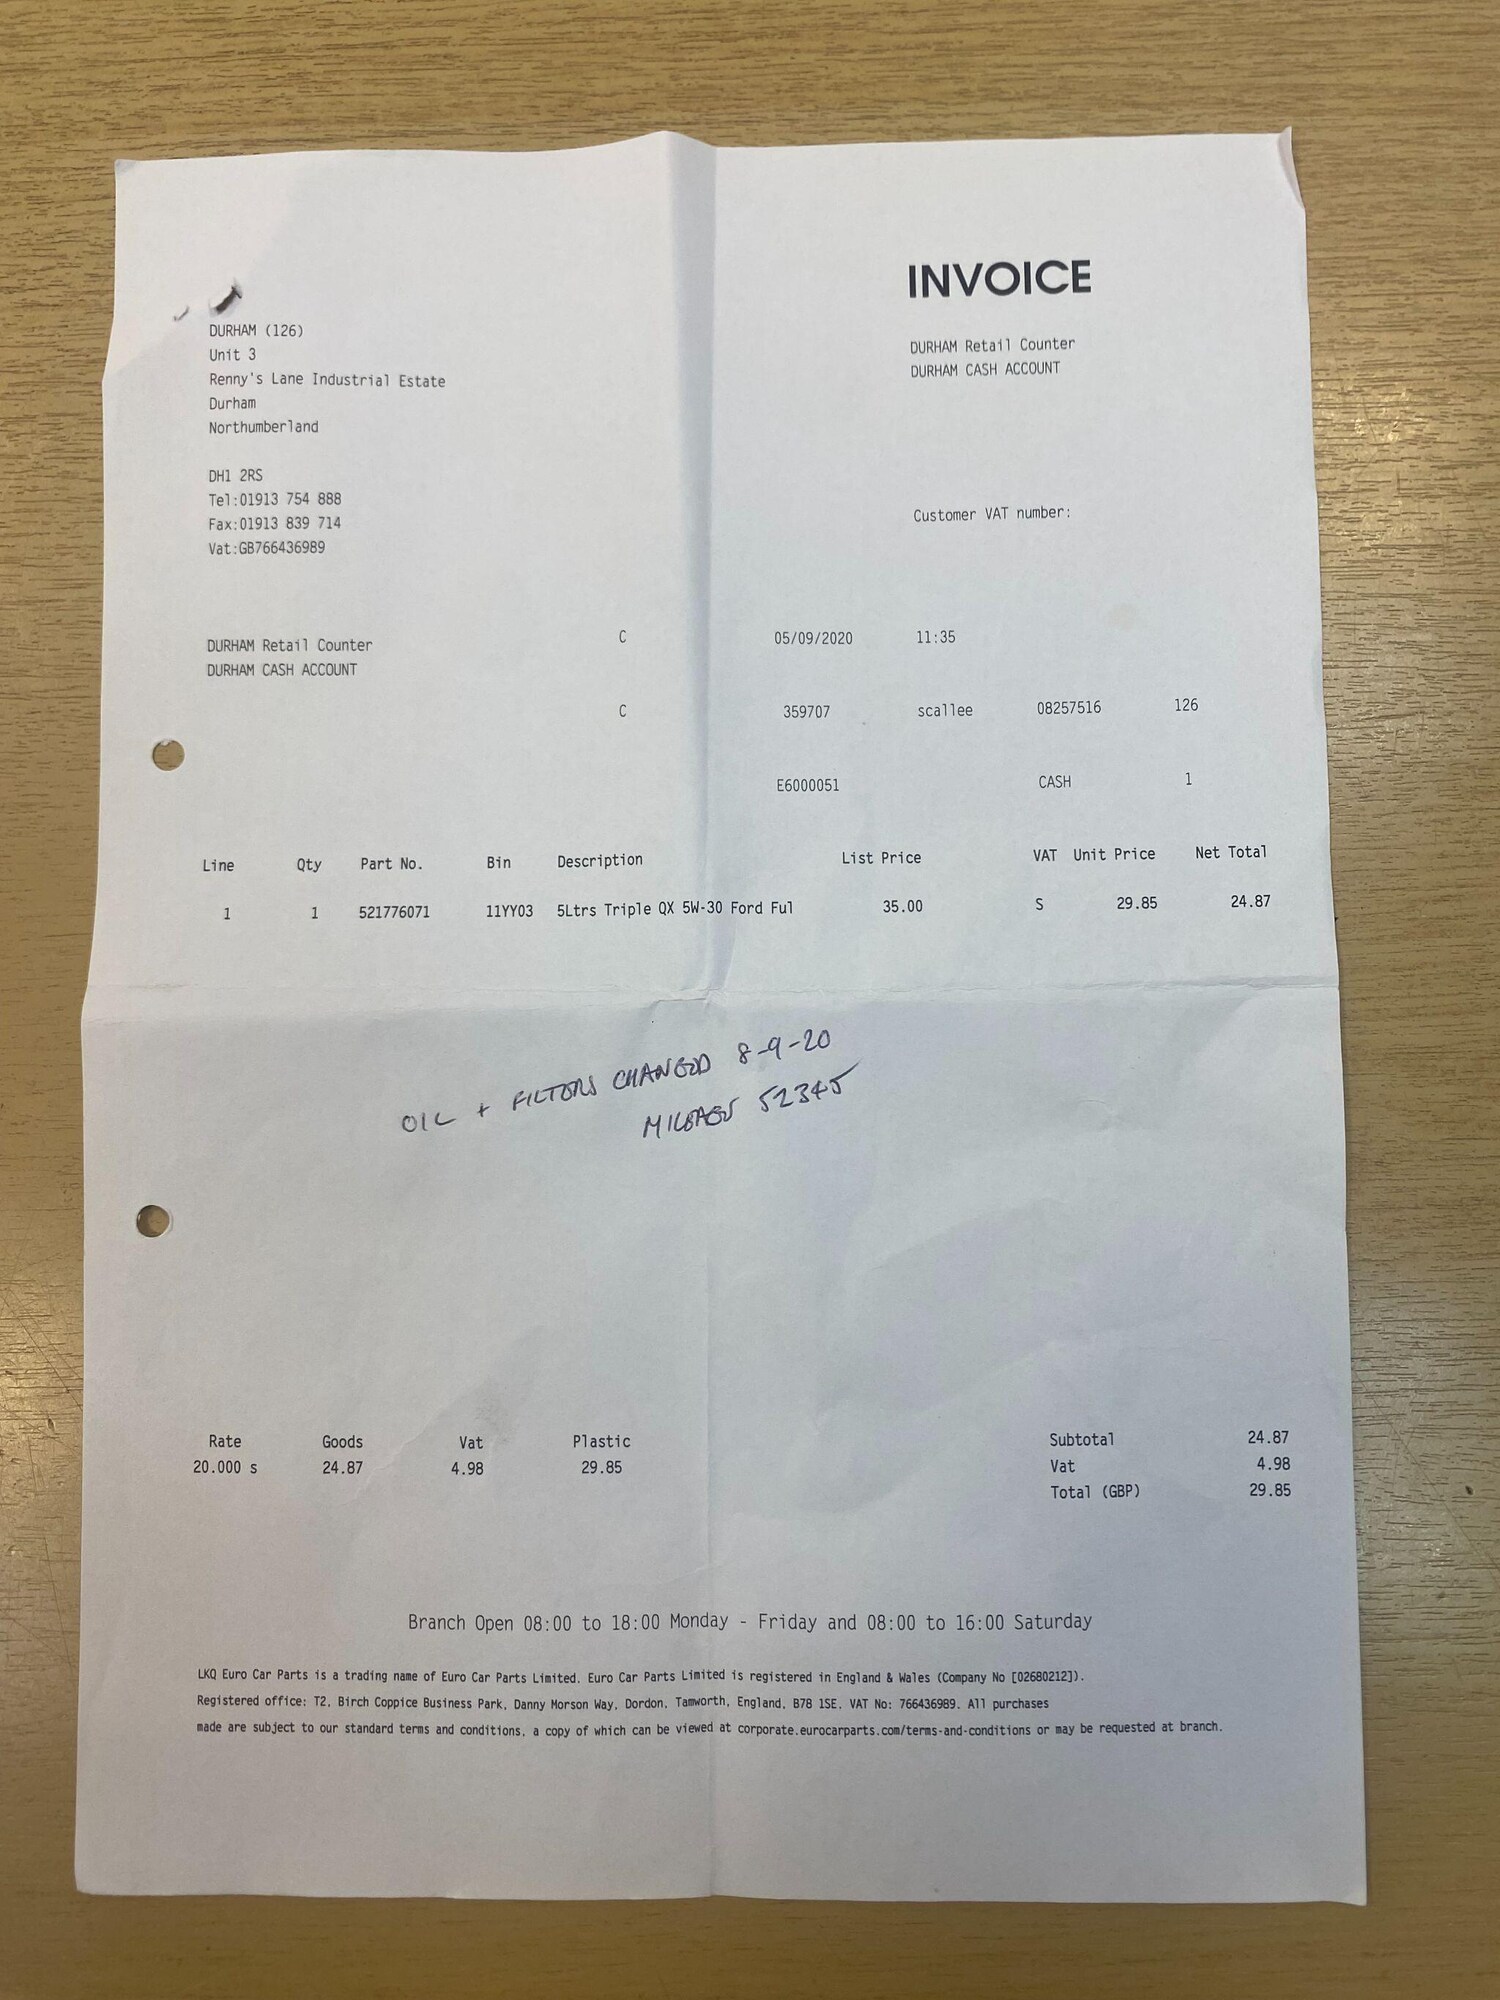 INVOICE
DURHAM (126)
Unit 3
Renny's Lane Industrial Estate
Durham
Northumberland
DH1 2RS
Tel:01913 754 888
Fax:01913 839 714
Vat:GB766436989
DURHAM Retail Counter
DURHAM CASH ACCOUNT
Customer VAT number:
DURHAM Retail Counter
DURHAM CASH ACCOUNT
C 05/09/2020 11:35
C 359707 scallee 08257516 126
E6000051 CASH 1
Line Qty Part No. Bin Description List Price VAT Unit Price Net Total
1 1 521776071 11YY03 5Ltrs Triple QX 5W-30 Ford Ful 35.00 S 29.85 24.87
OIL + FILTERS CHANGED 8-9-20
MILEAGE 52345
Rate Goods Vat Plastic
20.000 s 24.87 4.98 29.85
Subtotal 24.87
Vat 4.98
Total (GBP) 29.85
Branch Open 08:00 to 18:00 Monday - Friday and 08:00 to 16:00 Saturday
LKQ Euro Car Parts is a trading name of Euro Car Parts Limited. Euro Car Parts Limited is registered in England & Wales (Company No [02680212]).
Registered office: T2, Birch Coppice Business Park, Danny Morson Way, Dordon, Tamworth, England, B78 1SE, VAT No: 766436989. All purchases
made are subject to our standard terms and conditions, a copy of which can be viewed at corporate.eurocarparts.com/terms-and-conditions or may be requested at branch.